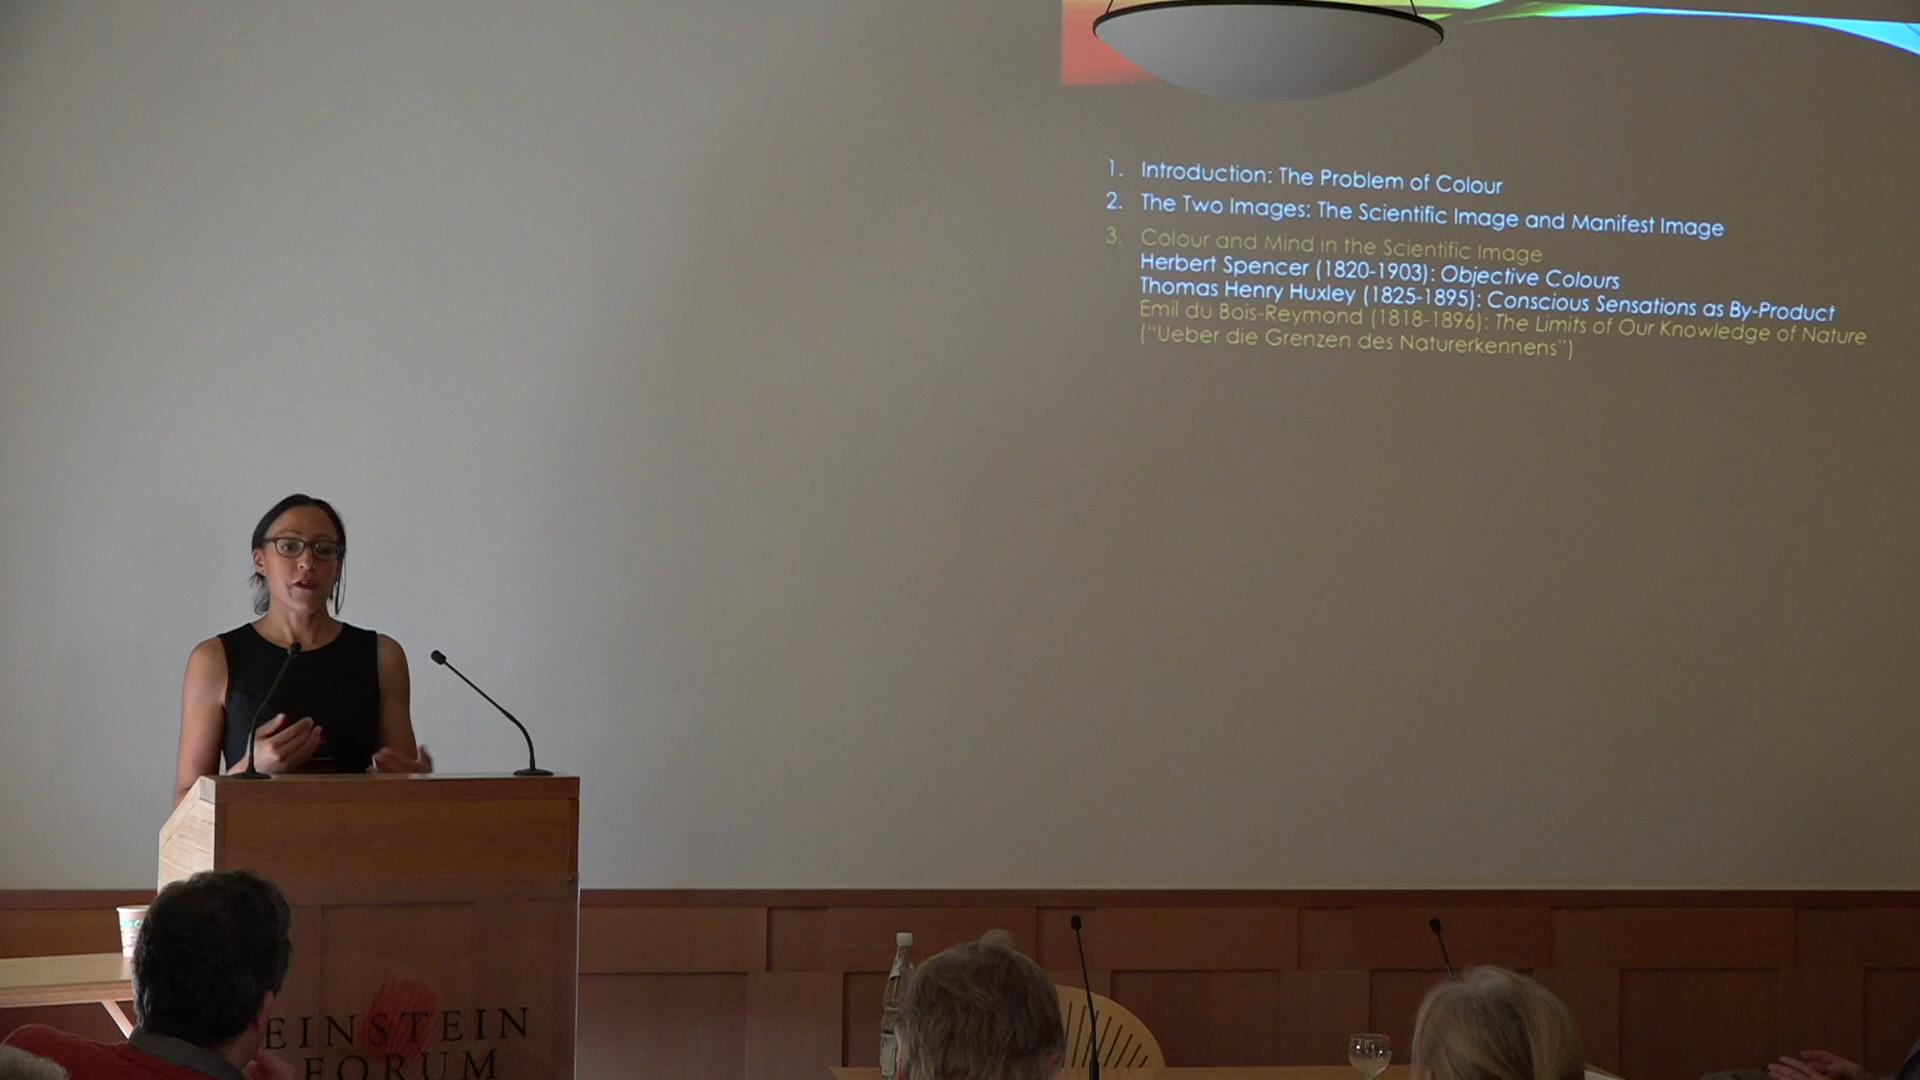 1. Introduction: The Problem of Colour
2. The Two Images: The Scientific Image and Manifest Image
3. Colour and Mind in the Scientific Image
Herbert Spencer (1820-1903): Objective Colours
Thomas Henry Huxley (1825-1895): Conscious Sensations as By-Product
Emil du Bois-Reymond (1818-1896): The Limits of Our Knowledge of Nature
("Ueber die Grenzen des Naturerkennens")
EINSTEIN
FORUM